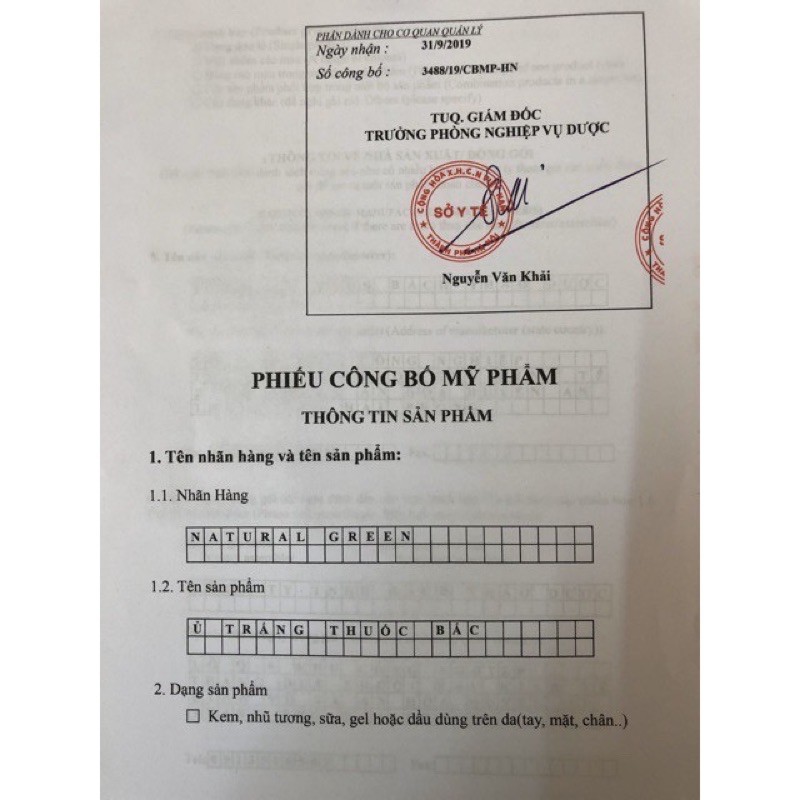 PHẦN DÀNH CHO CƠ QUAN QUẢN LÝ
Ngày nhận : 31/9/2019
Số công bố : 3488/19/CBMP-HN
TUQ. GIÁM ĐỐC
TRƯỞNG PHÒNG NGHIỆP VỤ DƯỢC
SỞ Y TẾ
Nguyễn Văn Khải
PHIẾU CÔNG BỐ MỸ PHẨM
THÔNG TIN SẢN PHẨM
1. Tên nhãn hàng và tên sản phẩm:
1.1. Nhãn Hàng
NATURAL GREEN
1.2. Tên sản phẩm
Ủ TRẮNG THUỐC BẮC
2. Dạng sản phẩm
☐ Kem, nhũ tương, sữa, gel hoặc dầu dùng trên da(tay, mặt, chân..)